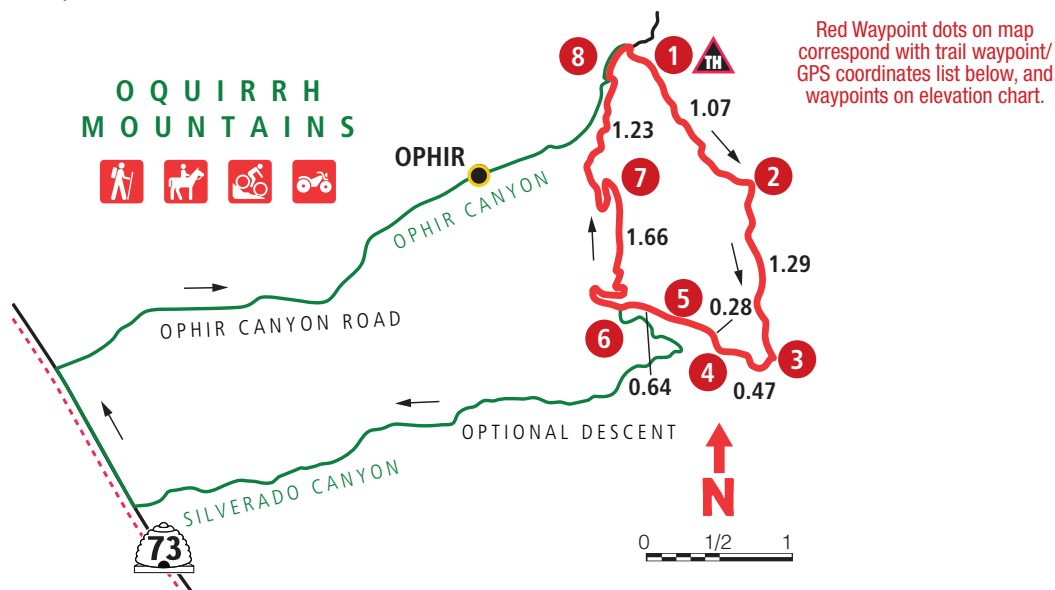 OQUIRRH
MOUNTAINS
8
1
TH
Red Waypoint dots on map
correspond with trail waypoint/
GPS coordinates list below, and
waypoints on elevation chart.
1.07
1.23
OPHIR
7
2
OPHIR CANYON
1.66
1.29
5
0.28
OPHIR CANYON ROAD
6
4
3
0.64
0.47
OPTIONAL DESCENT
SILVERADO CANYON
N
73
0 1/2 1